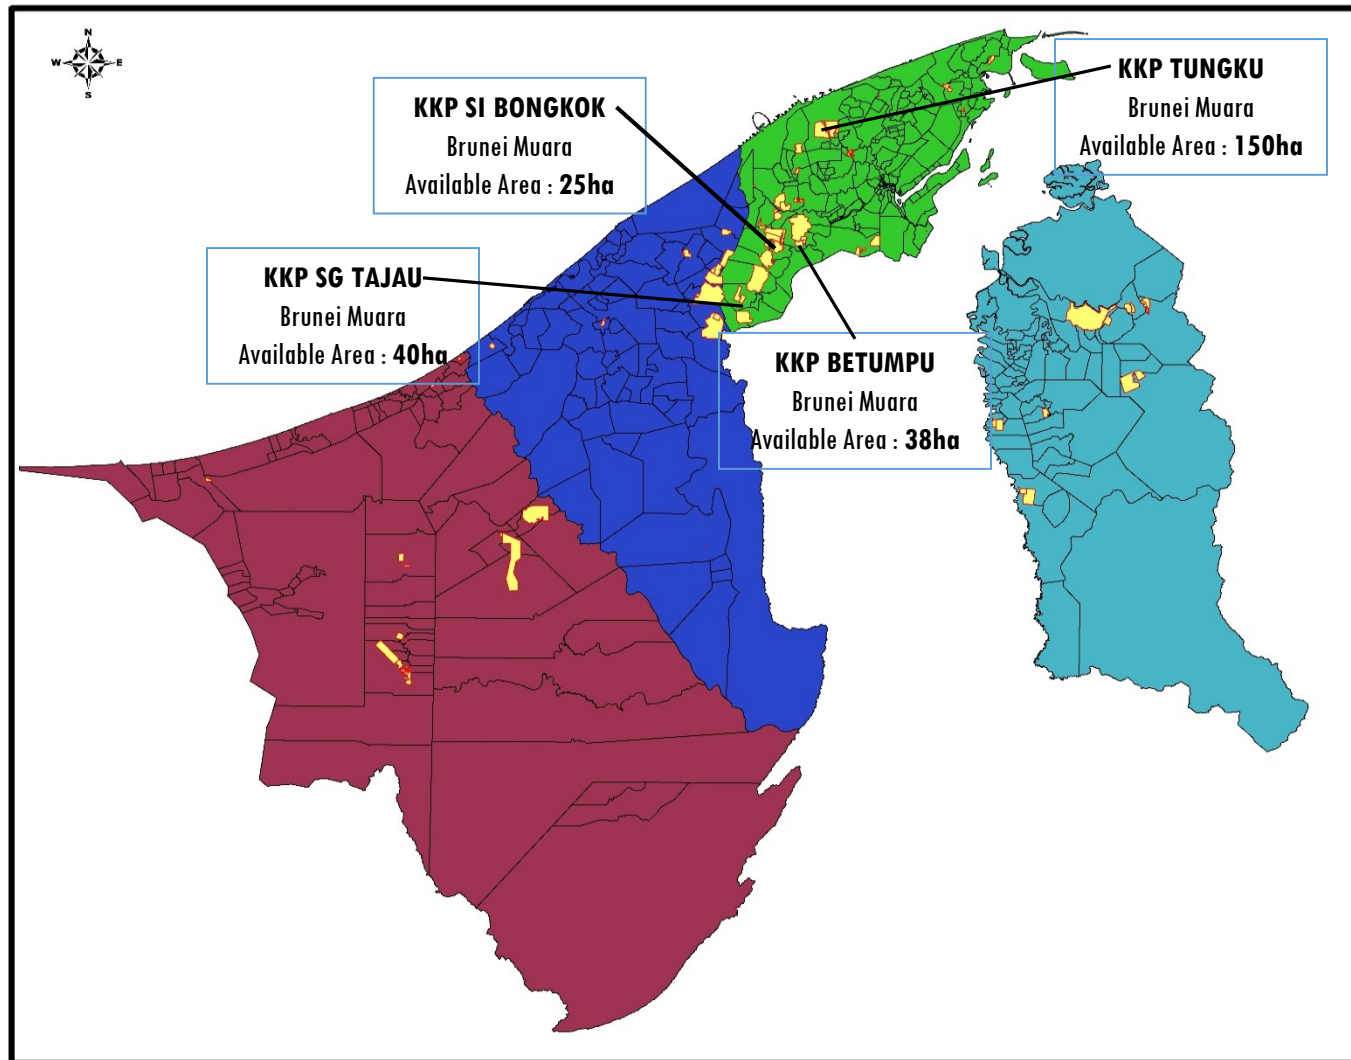 N
W E
S
KKP TUNGKU
Brunei Muara
Available Area : 150ha
KKP SI BONGKOK
Brunei Muara
Available Area : 25ha
KKP SG TAJAU
Brunei Muara
Available Area : 40ha
KKP BETUMPU
Brunei Muara
Available Area : 38ha